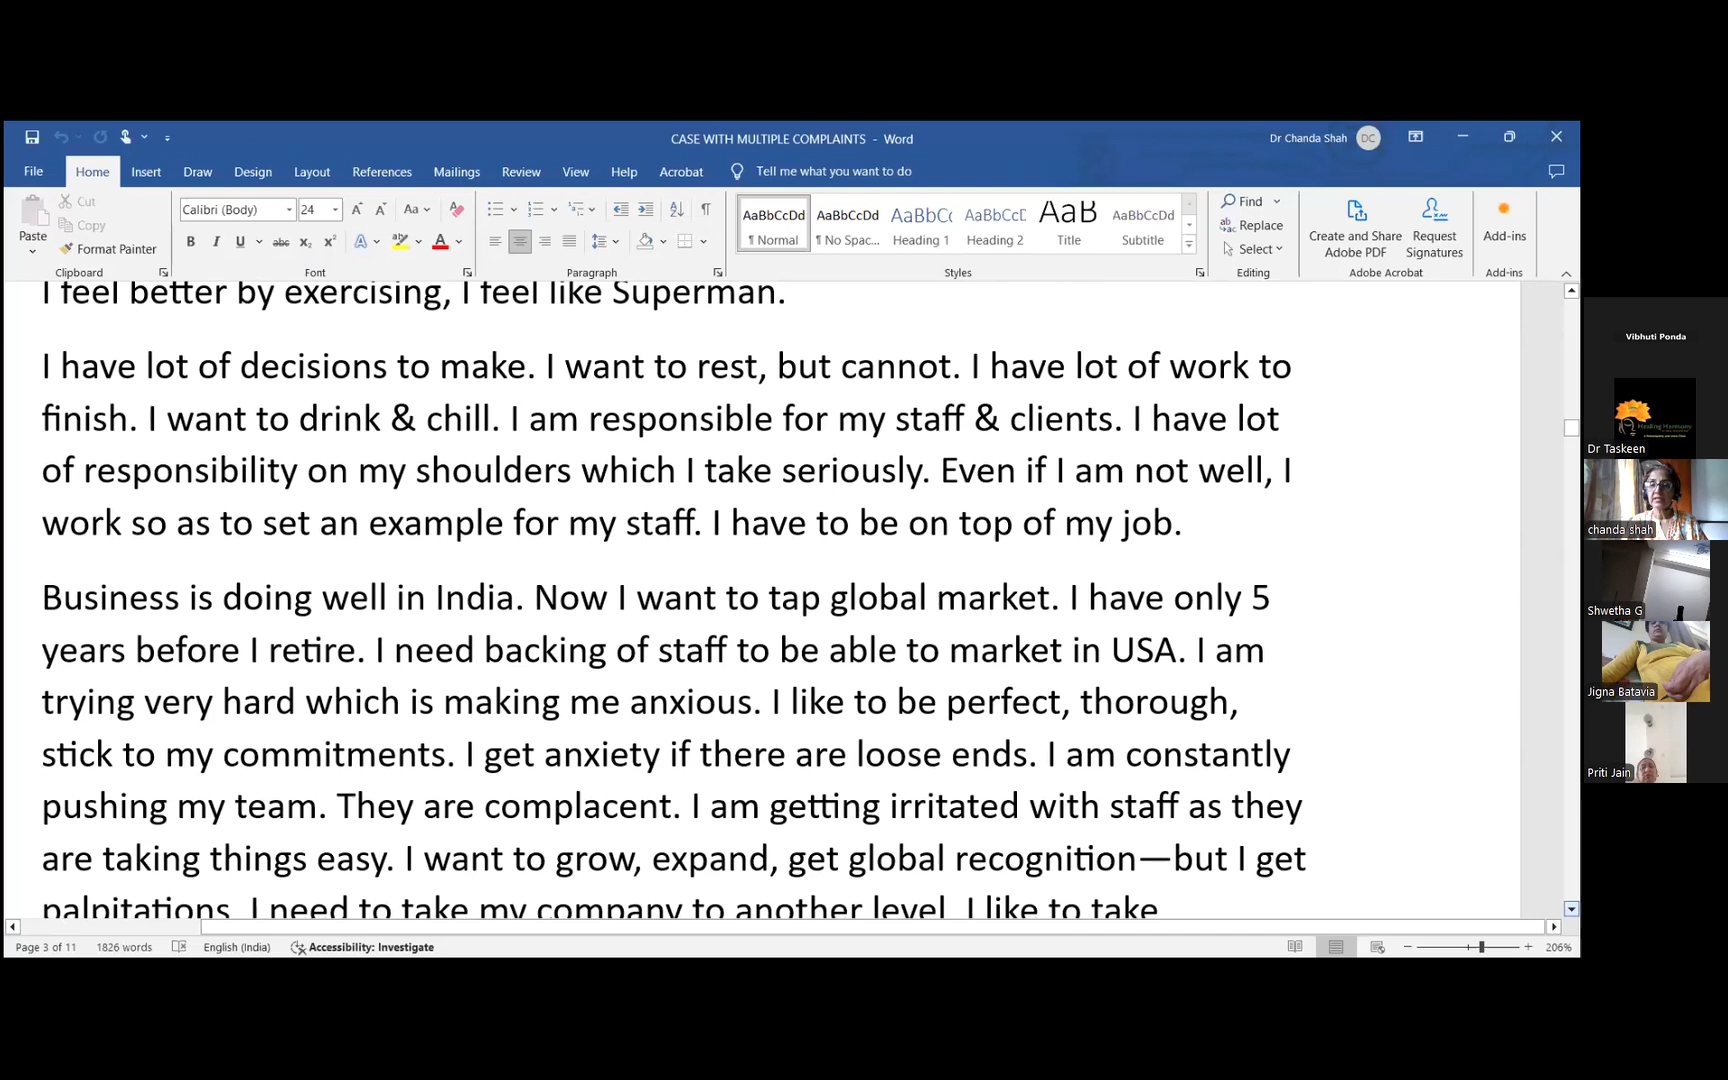 CASE WITH MULTIPLE COMPLAINTS - Word
Dr Chanda Shah
DC
File
Home
Insert
Draw
Design
Layout
References
Mailings
Review
View
Help
Acrobat
Tell me what you want to do
Paste
Cut
Copy
Format Painter
Clipboard
Calibri (Body)
24
Font
Paragraph
AaBbCcDd
¶ Normal
AaBbCcDd
¶ No Spac...
AaBbCc
Heading 1
AaBbCcD
Heading 2
AaB
Title
AaBbCcDd
Subtitle
Styles
Find
Replace
Select
Editing
Create and Share
Adobe PDF
Request
Signatures
Adobe Acrobat
Add-ins
Add-ins
I feel better by exercising, I feel like Superman.
I have lot of decisions to make. I want to rest, but cannot. I have lot of work to
finish. I want to drink & chill. I am responsible for my staff & clients. I have lot
of responsibility on my shoulders which I take seriously. Even if I am not well, I
work so as to set an example for my staff. I have to be on top of my job.
Business is doing well in India. Now I want to tap global market. I have only 5
years before I retire. I need backing of staff to be able to market in USA. I am
trying very hard which is making me anxious. I like to be perfect, thorough,
stick to my commitments. I get anxiety if there are loose ends. I am constantly
pushing my team. They are complacent. I am getting irritated with staff as they
are taking things easy. I want to grow, expand, get global recognition—but I get
palpitations. I need to take my company to another level. I like to take
Page 3 of 11
1826 words
English (India)
Accessibility: Investigate
206%
Vibhuti Ponda
Healing Harmony
Dr Taskeen
chanda shah
Shwetha G
Jigna Batavia
Priti Jain